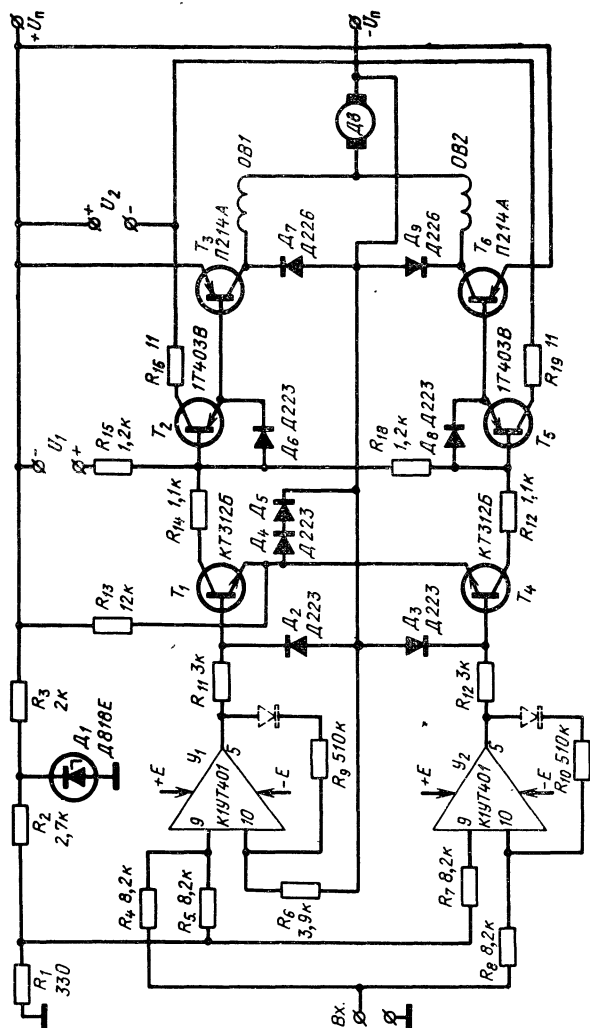 +Uп
-Uп
R1
330
R2
2,7к
R3
2к
Д1
Д818Е
R13
12к
- U1 +
R15
1,2к
+ U2 -
R16 11
R14 1,1к
T1
КТ312Б
T2
1Т403В
T3
П214А
ОВ1
Дв
Д7
Д226
Д6 Д223
Д4 Д5
Д223
R4 8,2к
R5 8,2к
R6
3,9к
9
10
К1УТ401
У1
5
+E
-E
R11 3к
Д2
Д223
R9 510к
Д3
Д223
R18
1,2к
Д8 Д223
Д9
Д226
ОВ2
T6
П214А
1Т403В
T5
R19 11
КТ312Б
T4
R12 1,1к
R12 3к
+E
У2
К1УТ401
9
10
5
-E
R10 510к
R7 8,2к
R8 8,2к
Вх.